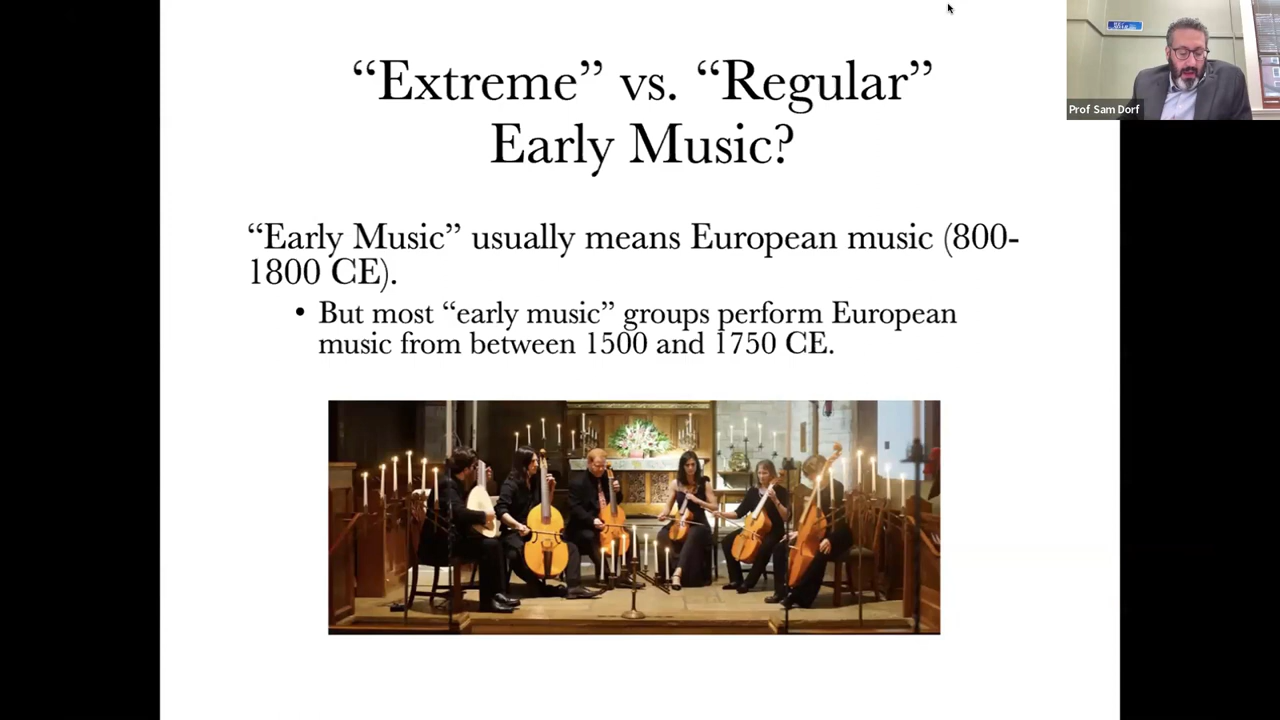 “Extreme” vs. “Regular”
Early Music?
“Early Music” usually means European music (800-
1800 CE).
• But most “early music” groups perform European
music from between 1500 and 1750 CE.
Prof Sam Dorf